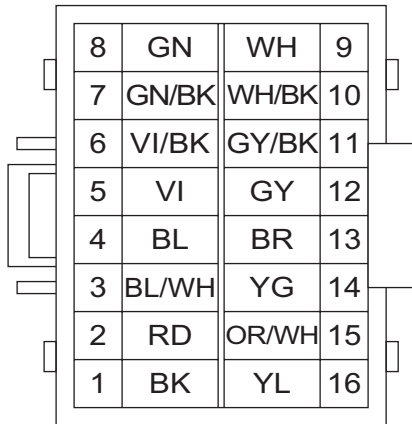 8 GN WH 9
7 GN/BK WH/BK 10
6 VI/BK GY/BK 11
5 VI GY 12
4 BL BR 13
3 BL/WH YG 14
2 RD OR/WH 15
1 BK YL 16